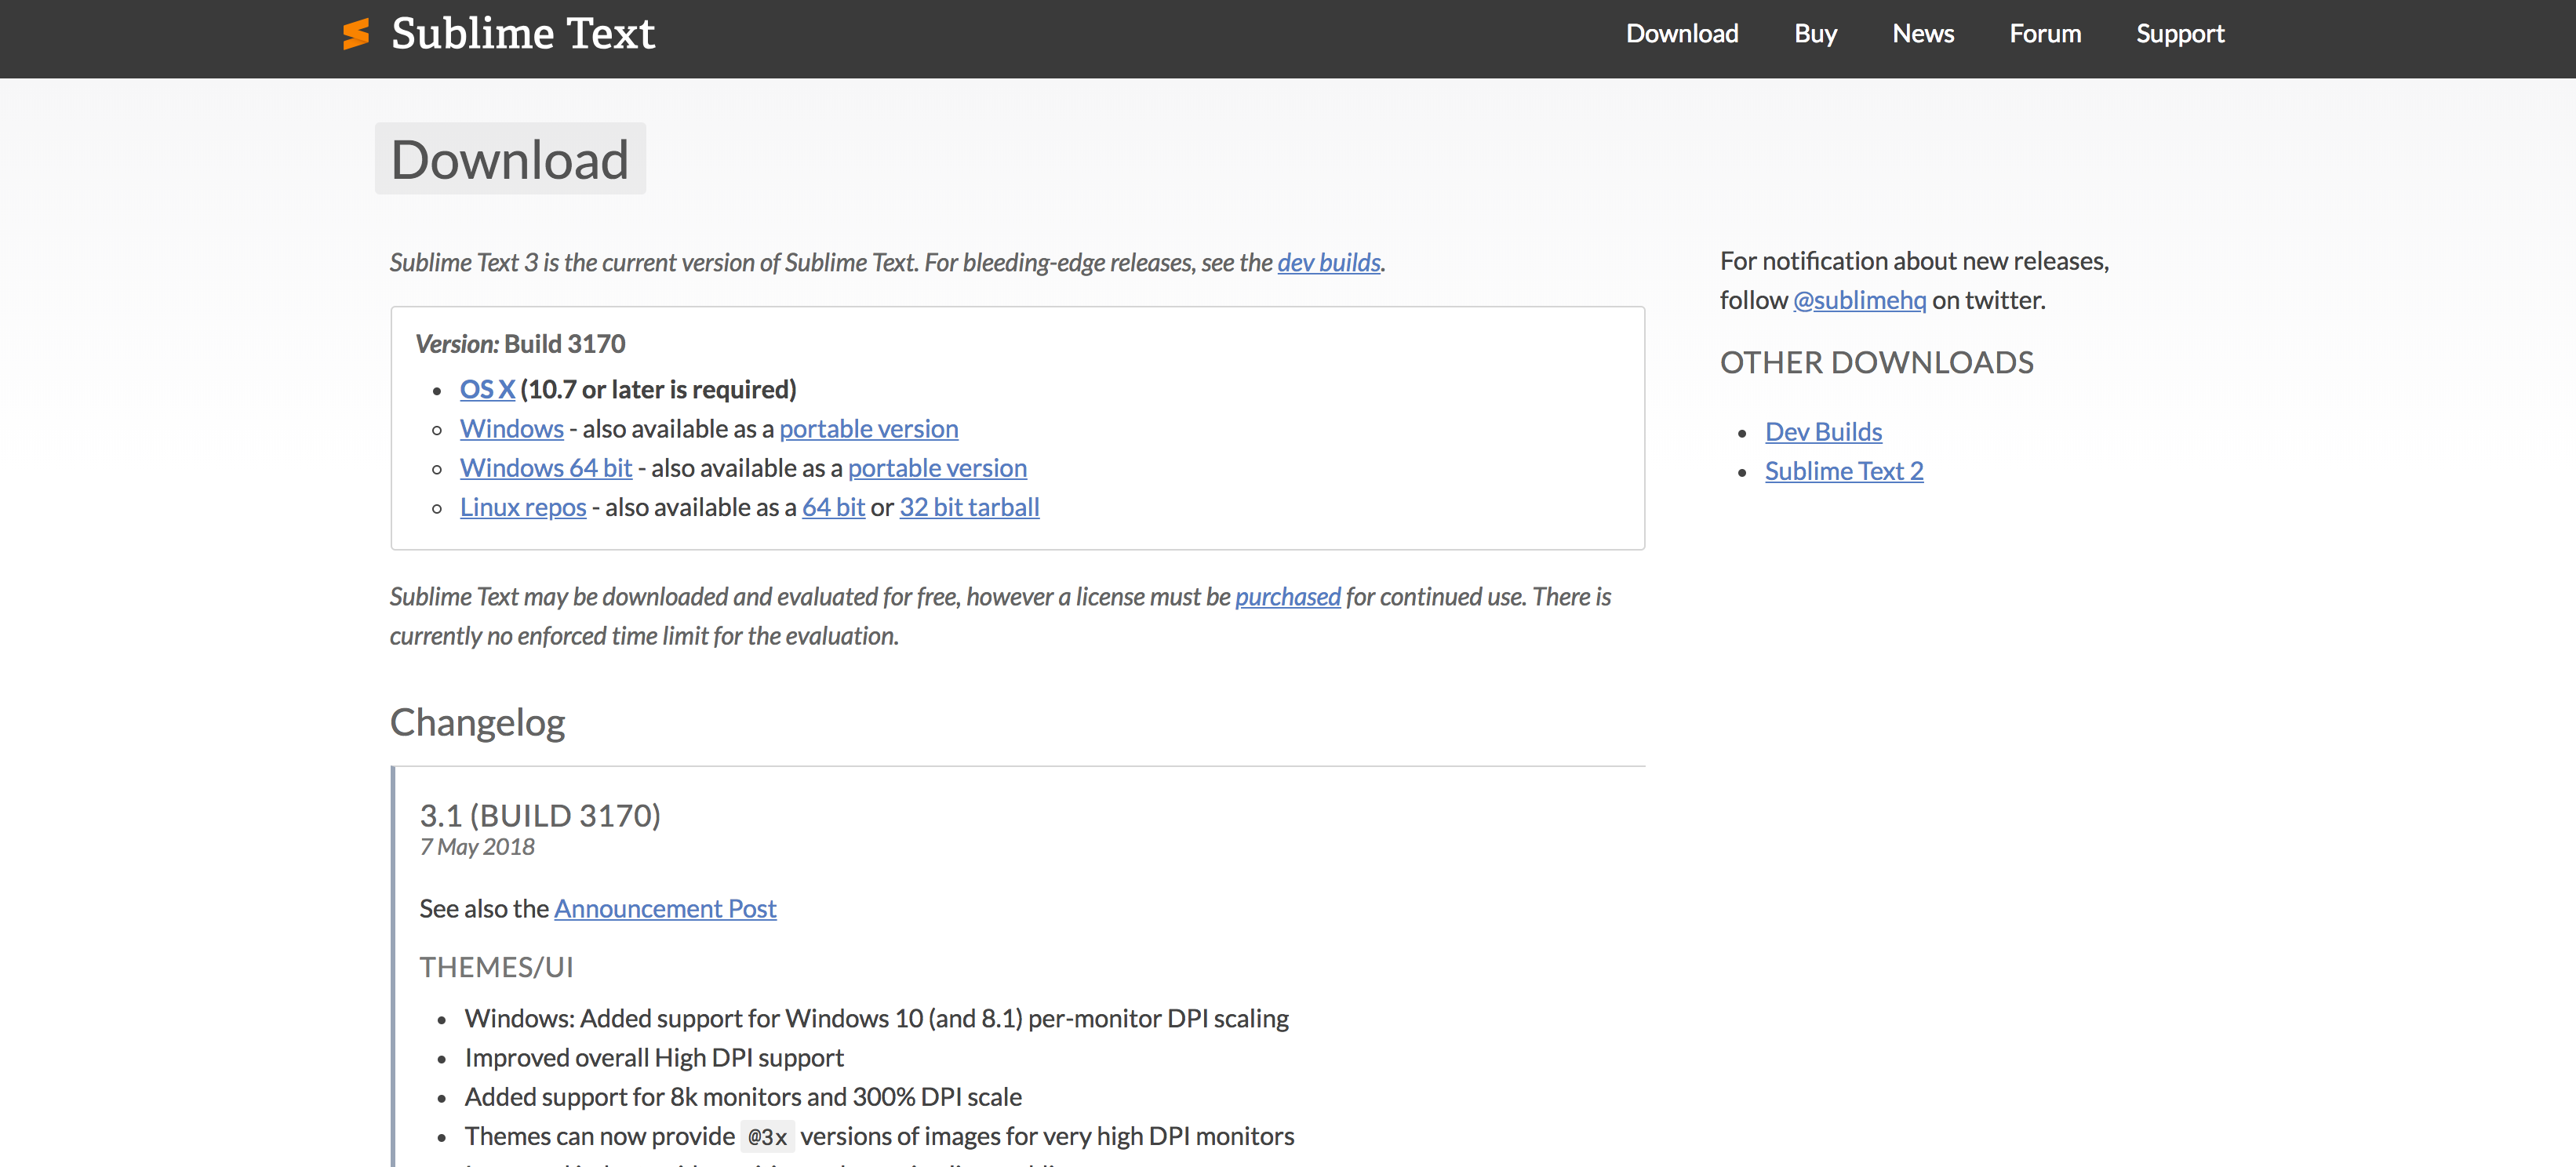 Sublime Text
Download Buy News Forum Support
Download
Sublime Text 3 is the current version of Sublime Text. For bleeding-edge releases, see the dev builds.
Version: Build 3170
OS X (10.7 or later is required)
Windows - also available as a portable version
Windows 64 bit - also available as a portable version
Linux repos - also available as a 64 bit or 32 bit tarball
Sublime Text may be downloaded and evaluated for free, however a license must be purchased for continued use. There is
currently no enforced time limit for the evaluation.
Changelog
3.1 (BUILD 3170)
7 May 2018
See also the Announcement Post
THEMES/UI
Windows: Added support for Windows 10 (and 8.1) per-monitor DPI scaling
Improved overall High DPI support
Added support for 8k monitors and 300% DPI scale
Themes can now provide @3x versions of images for very high DPI monitors
For notification about new releases,
follow @sublimehq on twitter.
OTHER DOWNLOADS
Dev Builds
Sublime Text 2